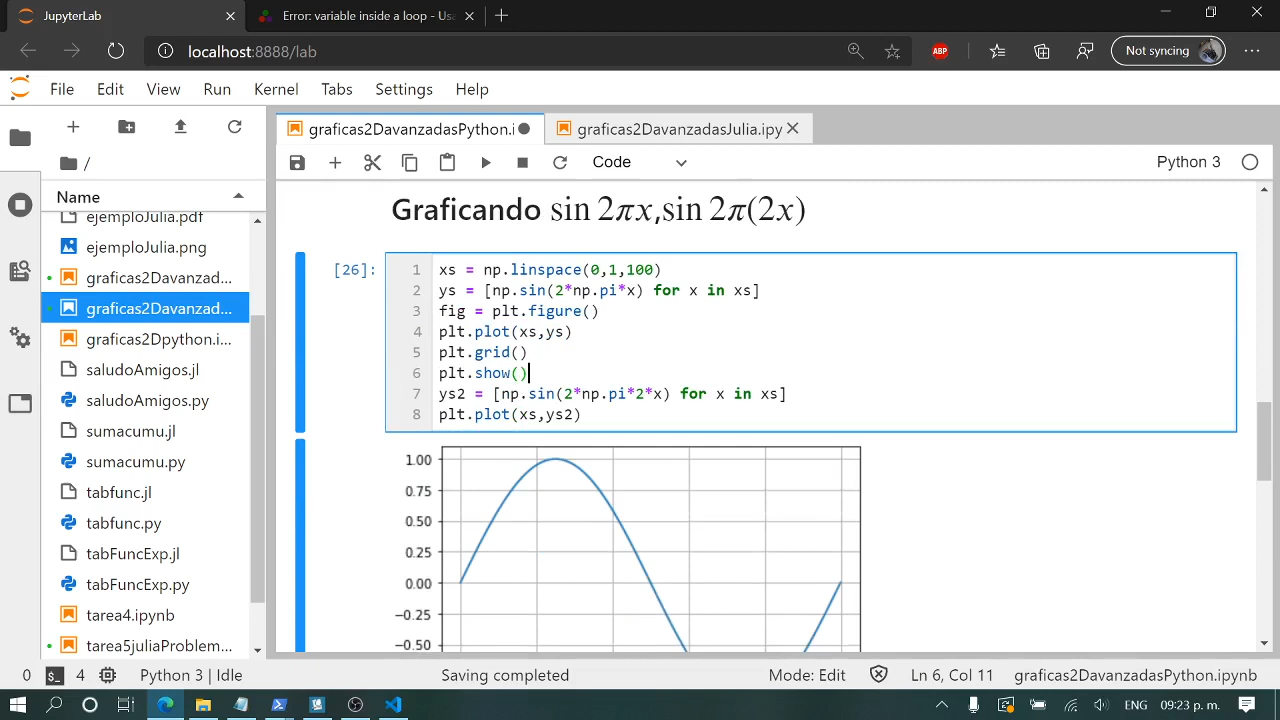 JupyterLab
Error: variable inside a loop - Usa
localhost:8888/lab
ABP
Not syncing
File Edit View Run Kernel Tabs Settings Help
graficas2DavanzadasPython.i
graficas2DavanzadasJulia.ipy
/
Code
Python 3
Name
ejemploJulia.pdf
ejemploJulia.png
graficas2Davanzad...
graficas2Davanzad...
graficas2Dpython.i...
saludoAmigos.jl
saludoAmigos.py
sumacumu.jl
sumacumu.py
tabfunc.jl
tabfunc.py
tabFuncExp.jl
tabFuncExp.py
tarea4.ipynb
tarea5juliaProblem...
Graficando sin 2πx,sin 2π(2x)
[26]:
1 xs = np.linspace(0,1,100)
2 ys = [np.sin(2*np.pi*x) for x in xs]
3 fig = plt.figure()
4 plt.plot(xs,ys)
5 plt.grid()
6 plt.show()
7 ys2 = [np.sin(2*np.pi*2*x) for x in xs]
8 plt.plot(xs,ys2)
1.00
0.75
0.50
0.25
0.00
−0.25
−0.50
0 $_ 4 Python 3 | Idle
Saving completed
Mode: Edit
Ln 6, Col 11
graficas2DavanzadasPython.ipynb
ENG 09:23 p. m.